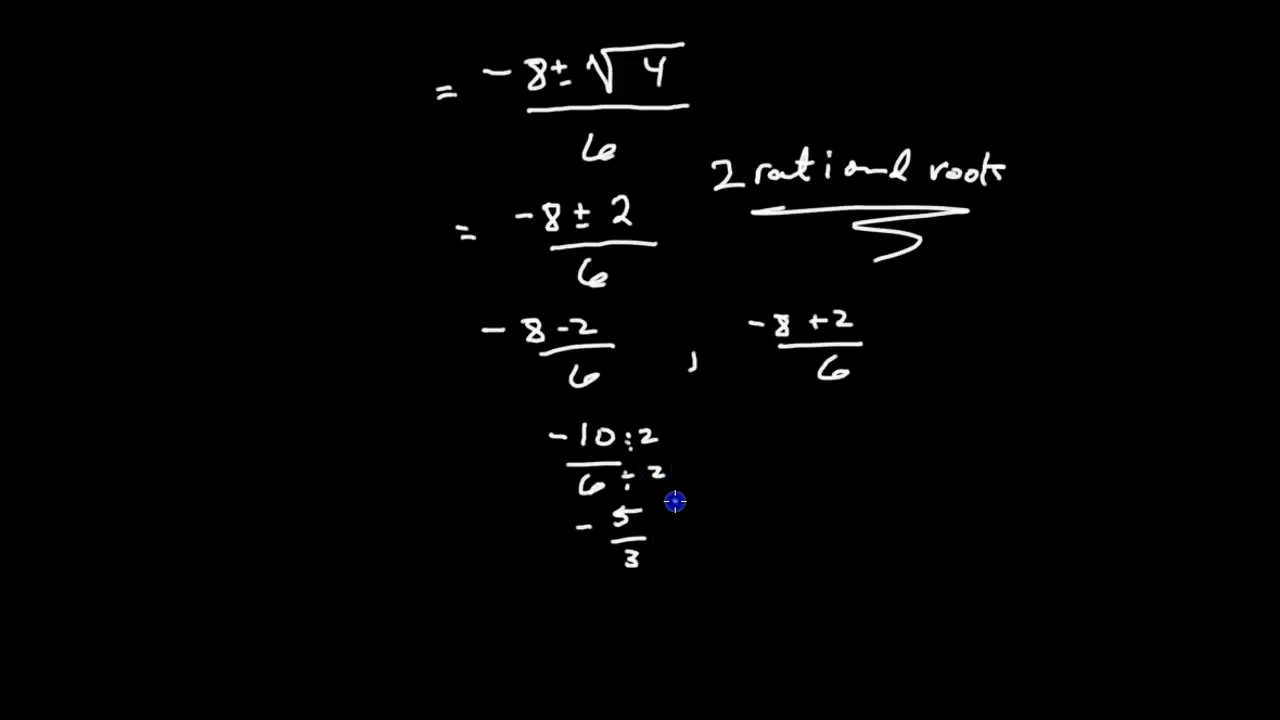 = -8 ± √4 / 6
2 rational roots
= -8 ± 2 / 6
-8 -2 / 6 , -8 +2 / 6
-10 ÷ 2 / 6 ÷ 2
- 5 / 3